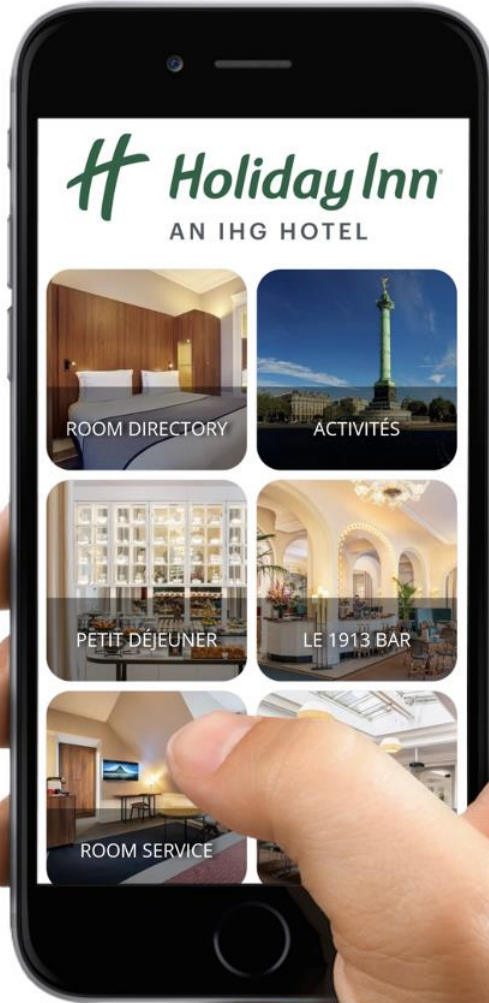 Holiday Inn
AN IHG HOTEL
ROOM DIRECTORY
ACTIVITÉS
PETIT DÉJEUNER
LE 1913 BAR
ROOM SERVICE